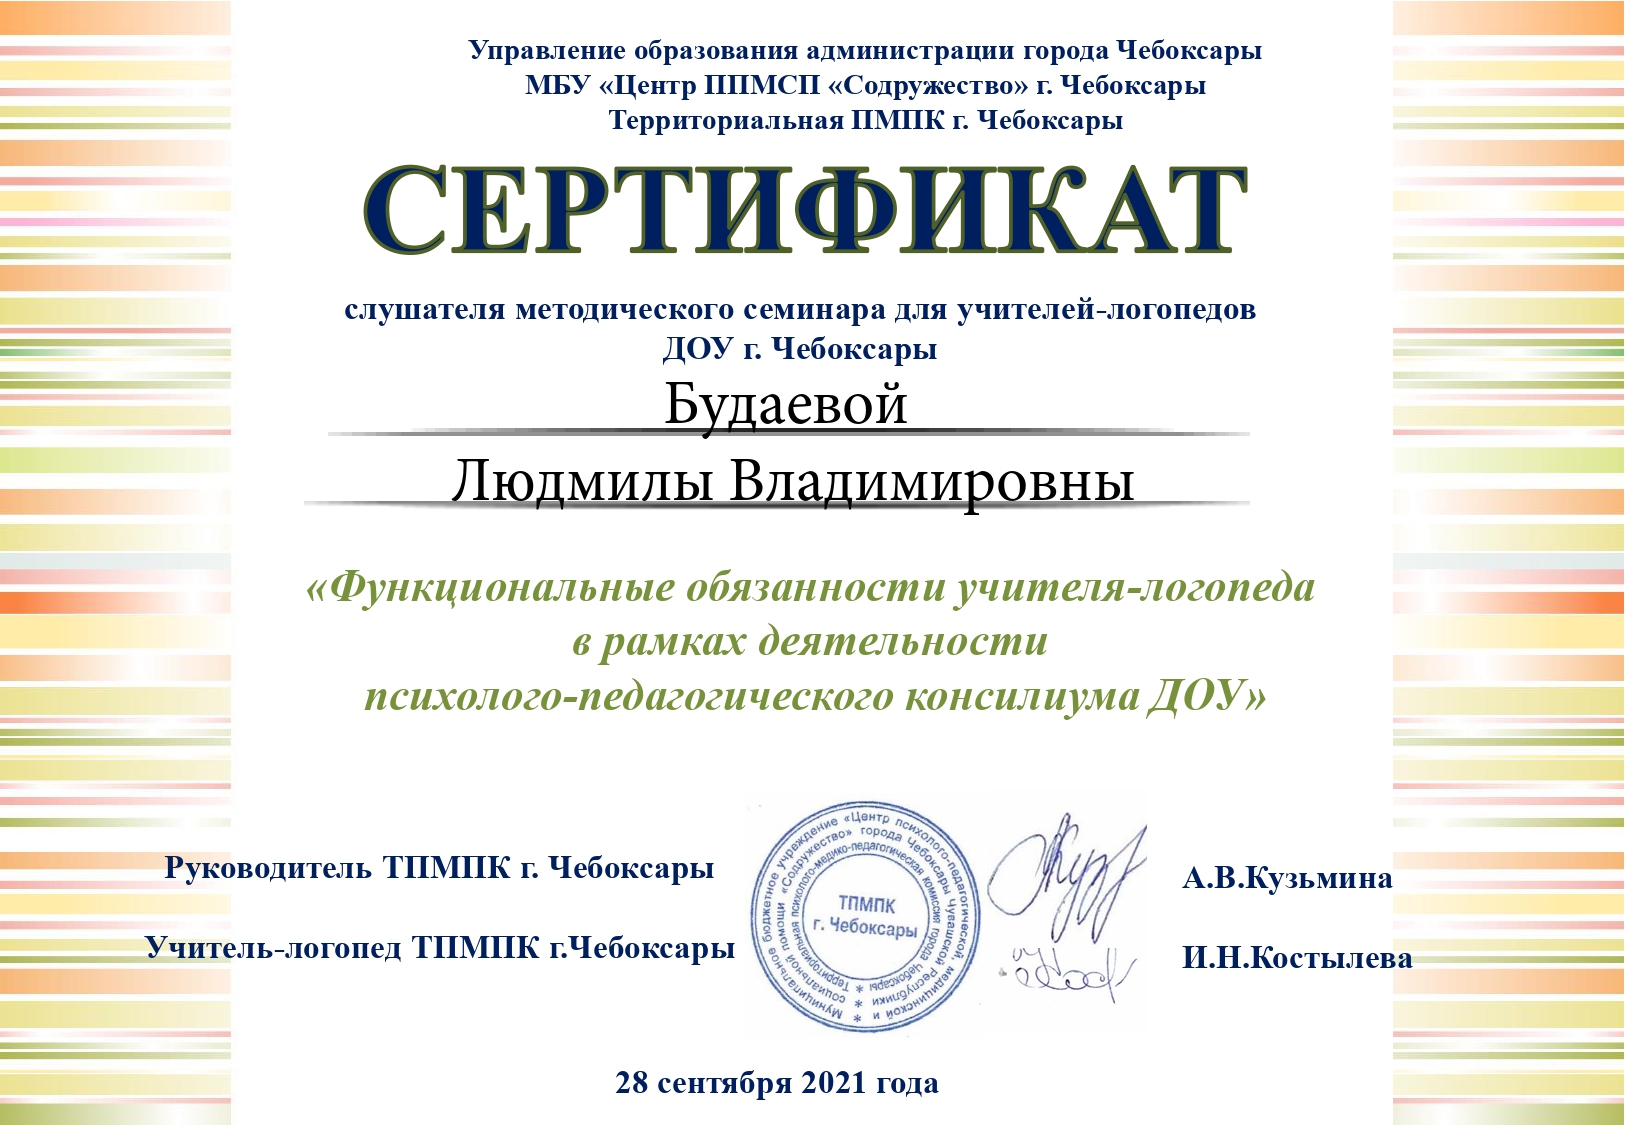 Управление образования администрации города Чебоксары
МБУ «Центр ППМСП «Содружество» г. Чебоксары
Территориальная ПМПК г. Чебоксары
СЕРТИФИКАТ
слушателя методического семинара для учителей-логопедов
ДОУ г. Чебоксары
Будаевой
Людмилы Владимировны
«Функциональные обязанности учителя-логопеда
в рамках деятельности
психолого-педагогического консилиума ДОУ»
Руководитель ТПМПК г. Чебоксары
А.В.Кузьмина
Учитель-логопед ТПМПК г.Чебоксары
И.Н.Костылева
Муниципальное бюджетное учреждение «Центр психолого-педагогической, медицинской и
социальной помощи «Содружество» города Чебоксары Чувашской Республики
Территориальная психолого-медико-педагогическая комиссия города Чебоксары
ТПМПК
г. Чебоксары
28 сентября 2021 года